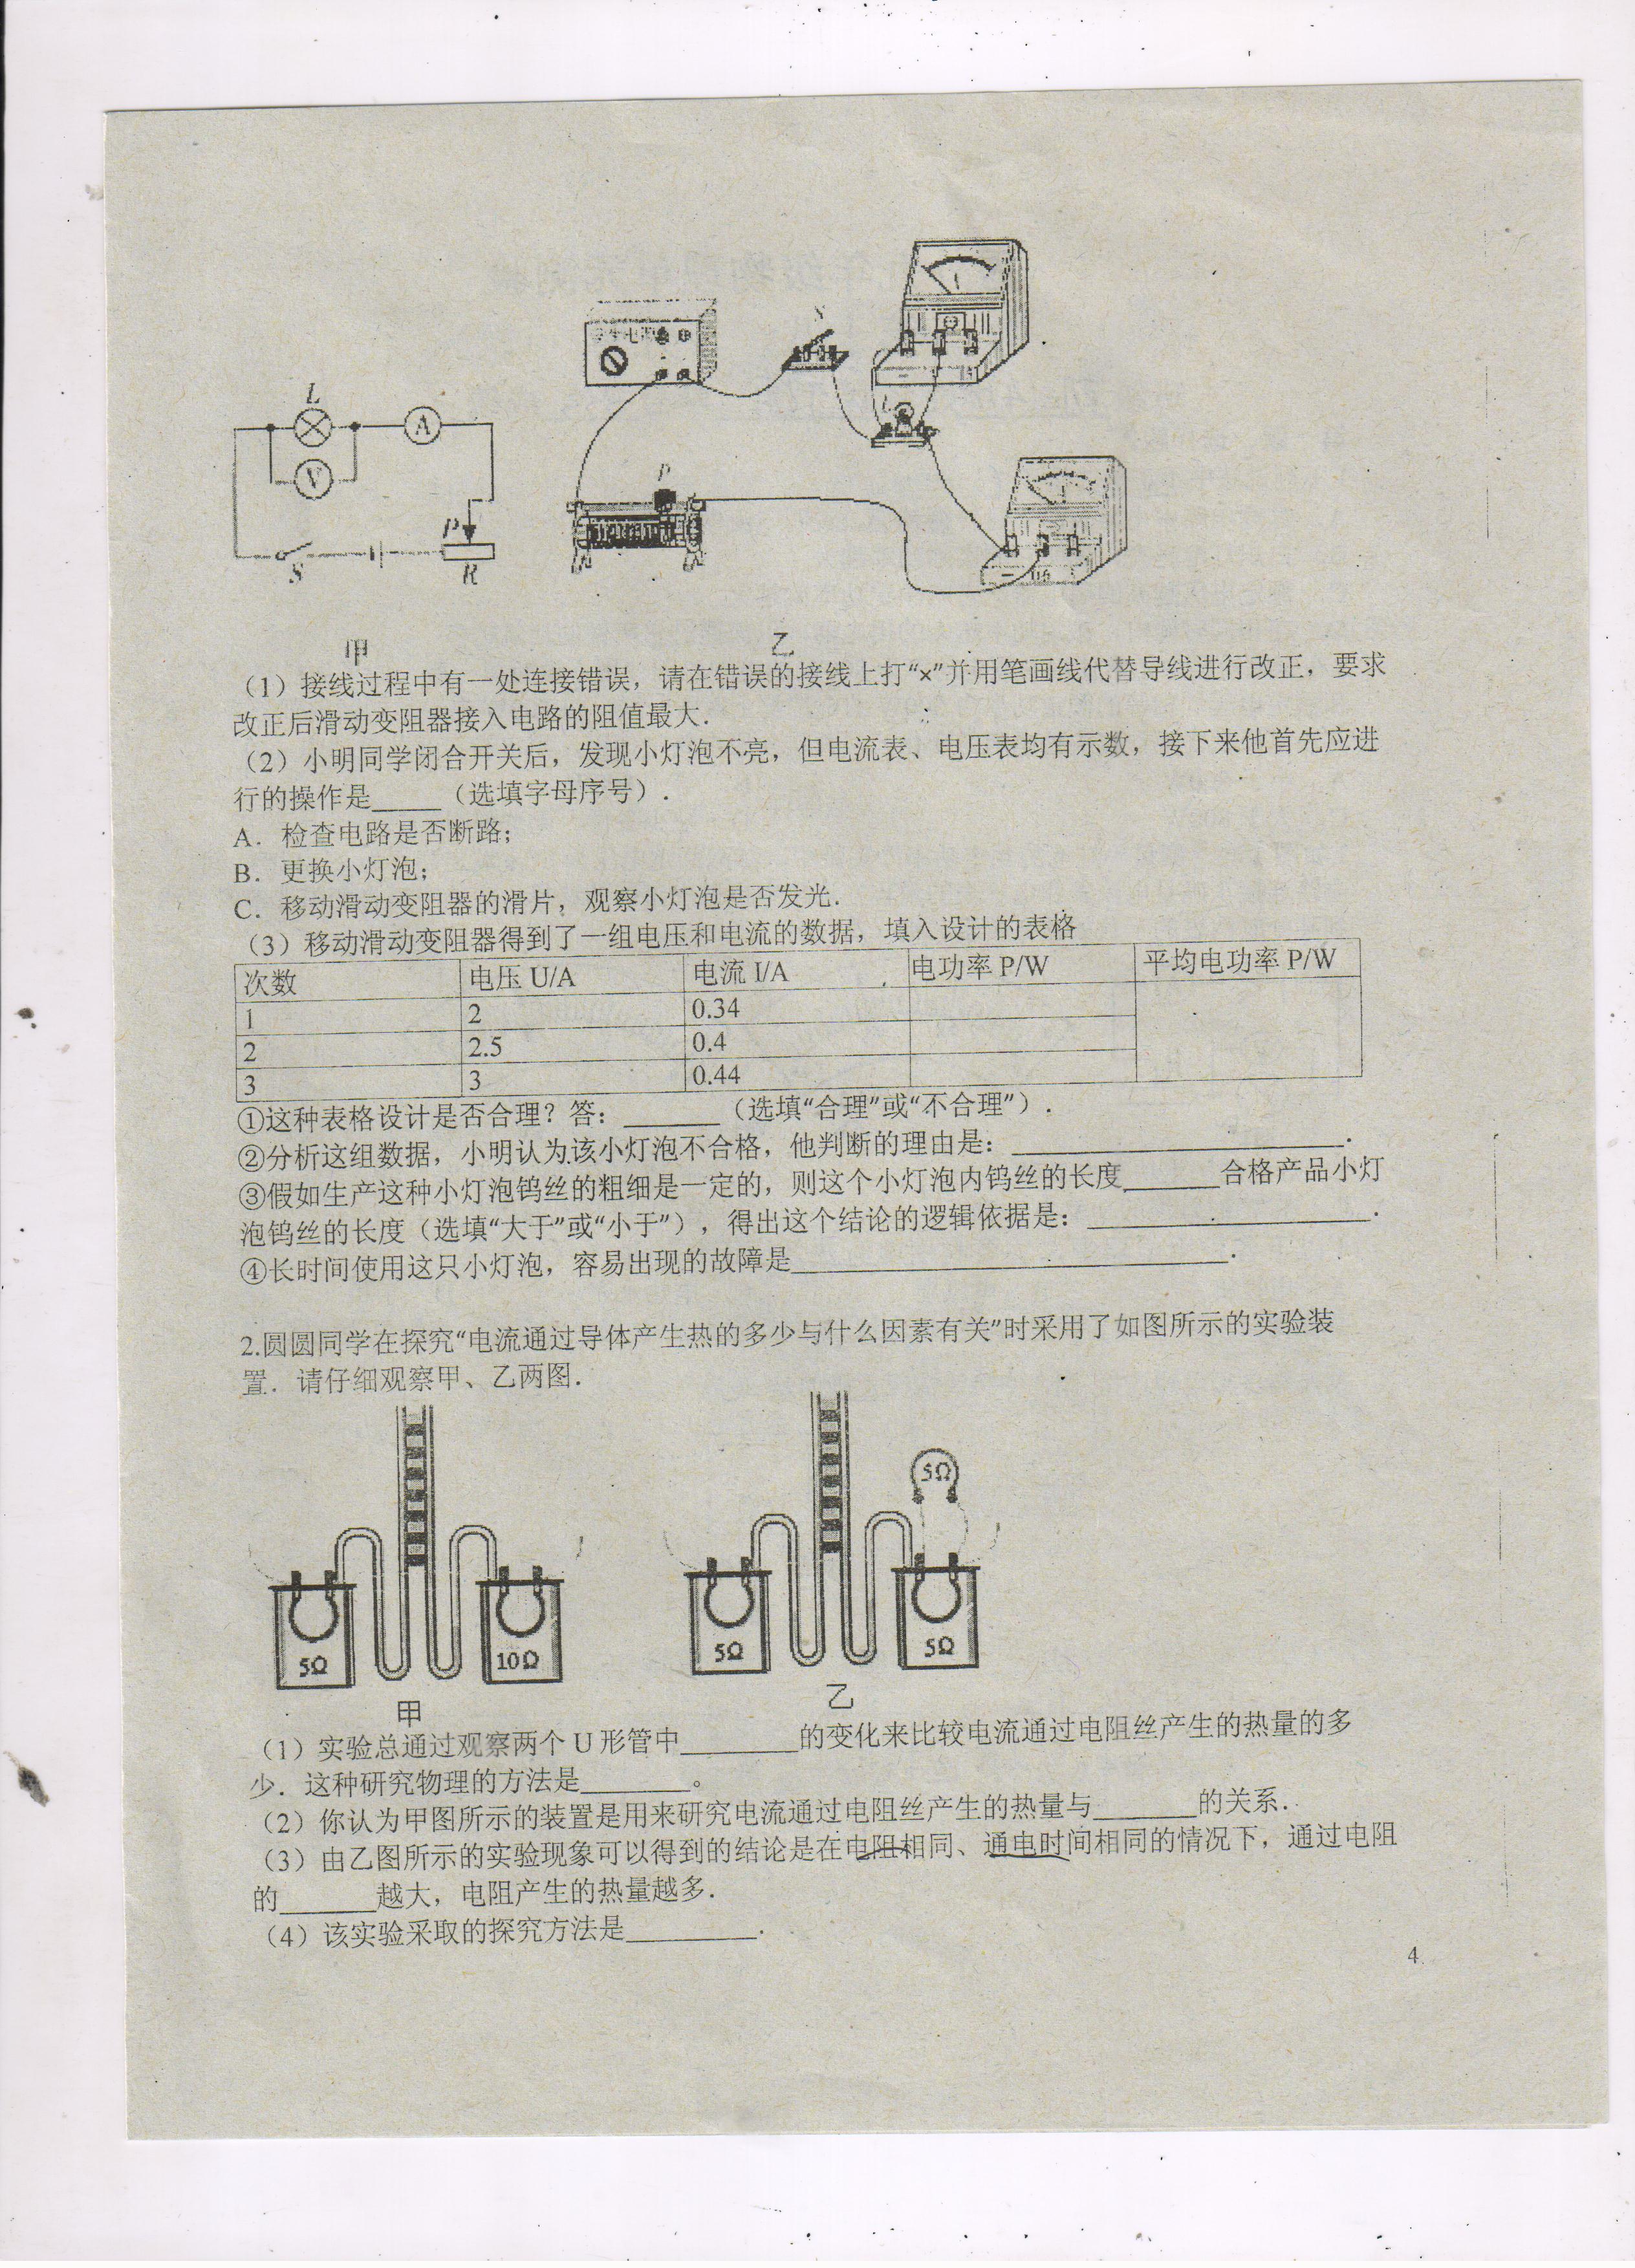 学生电源
S
L
A
V
P
S
R
P
0.6
甲
乙
（1）接线过程中有一处连接错误，请在错误的接线上打“×”并用笔画线代替导线进行改正，要求
改正后滑动变阻器接入电路的阻值最大．
（2）小明同学闭合开关后，发现小灯泡不亮，但电流表、电压表均有示数，接下来他首先应进
行的操作是_____（选填字母序号）．
A．检查电路是否断路；
B．更换小灯泡；
C．移动滑动变阻器的滑片，观察小灯泡是否发光．
（3）移动滑动变阻器得到了一组电压和电流的数据，填入设计的表格
次数 电压 U/A 电流 I/A 电功率 P/W 平均电功率 P/W
1 2 0.34
2 2.5 0.4
3 3 0.44
①这种表格设计是否合理？答：_______（选填“合理”或“不合理”）．
②分析这组数据，小明认为该小灯泡不合格，他判断的理由是：________________________．
③假如生产这种小灯泡钨丝的粗细是一定的，则这个小灯泡内钨丝的长度_______合格产品小灯
泡钨丝的长度（选填“大于”或“小于”），得出这个结论的逻辑依据是：_____________________．
④长时间使用这只小灯泡，容易出现的故障是________________________________．
2.圆圆同学在探究“电流通过导体产生热的多少与什么因素有关”时采用了如图所示的实验装
置．请仔细观察甲、乙两图．
5Ω
5Ω
10Ω
5Ω
5Ω
甲
乙
（1）实验总通过观察两个 U 形管中________的变化来比较电流通过电阻丝产生的热量的多
少．这种研究物理的方法是________。
（2）你认为甲图所示的装置是用来研究电流通过电阻丝产生的热量与_______的关系．
（3）由乙图所示的实验现象可以得到的结论是在电阻相同、通电时间相同的情况下，通过电阻
的_______越大，电阻产生的热量越多．
（4）该实验采取的探究方法是_________．
4